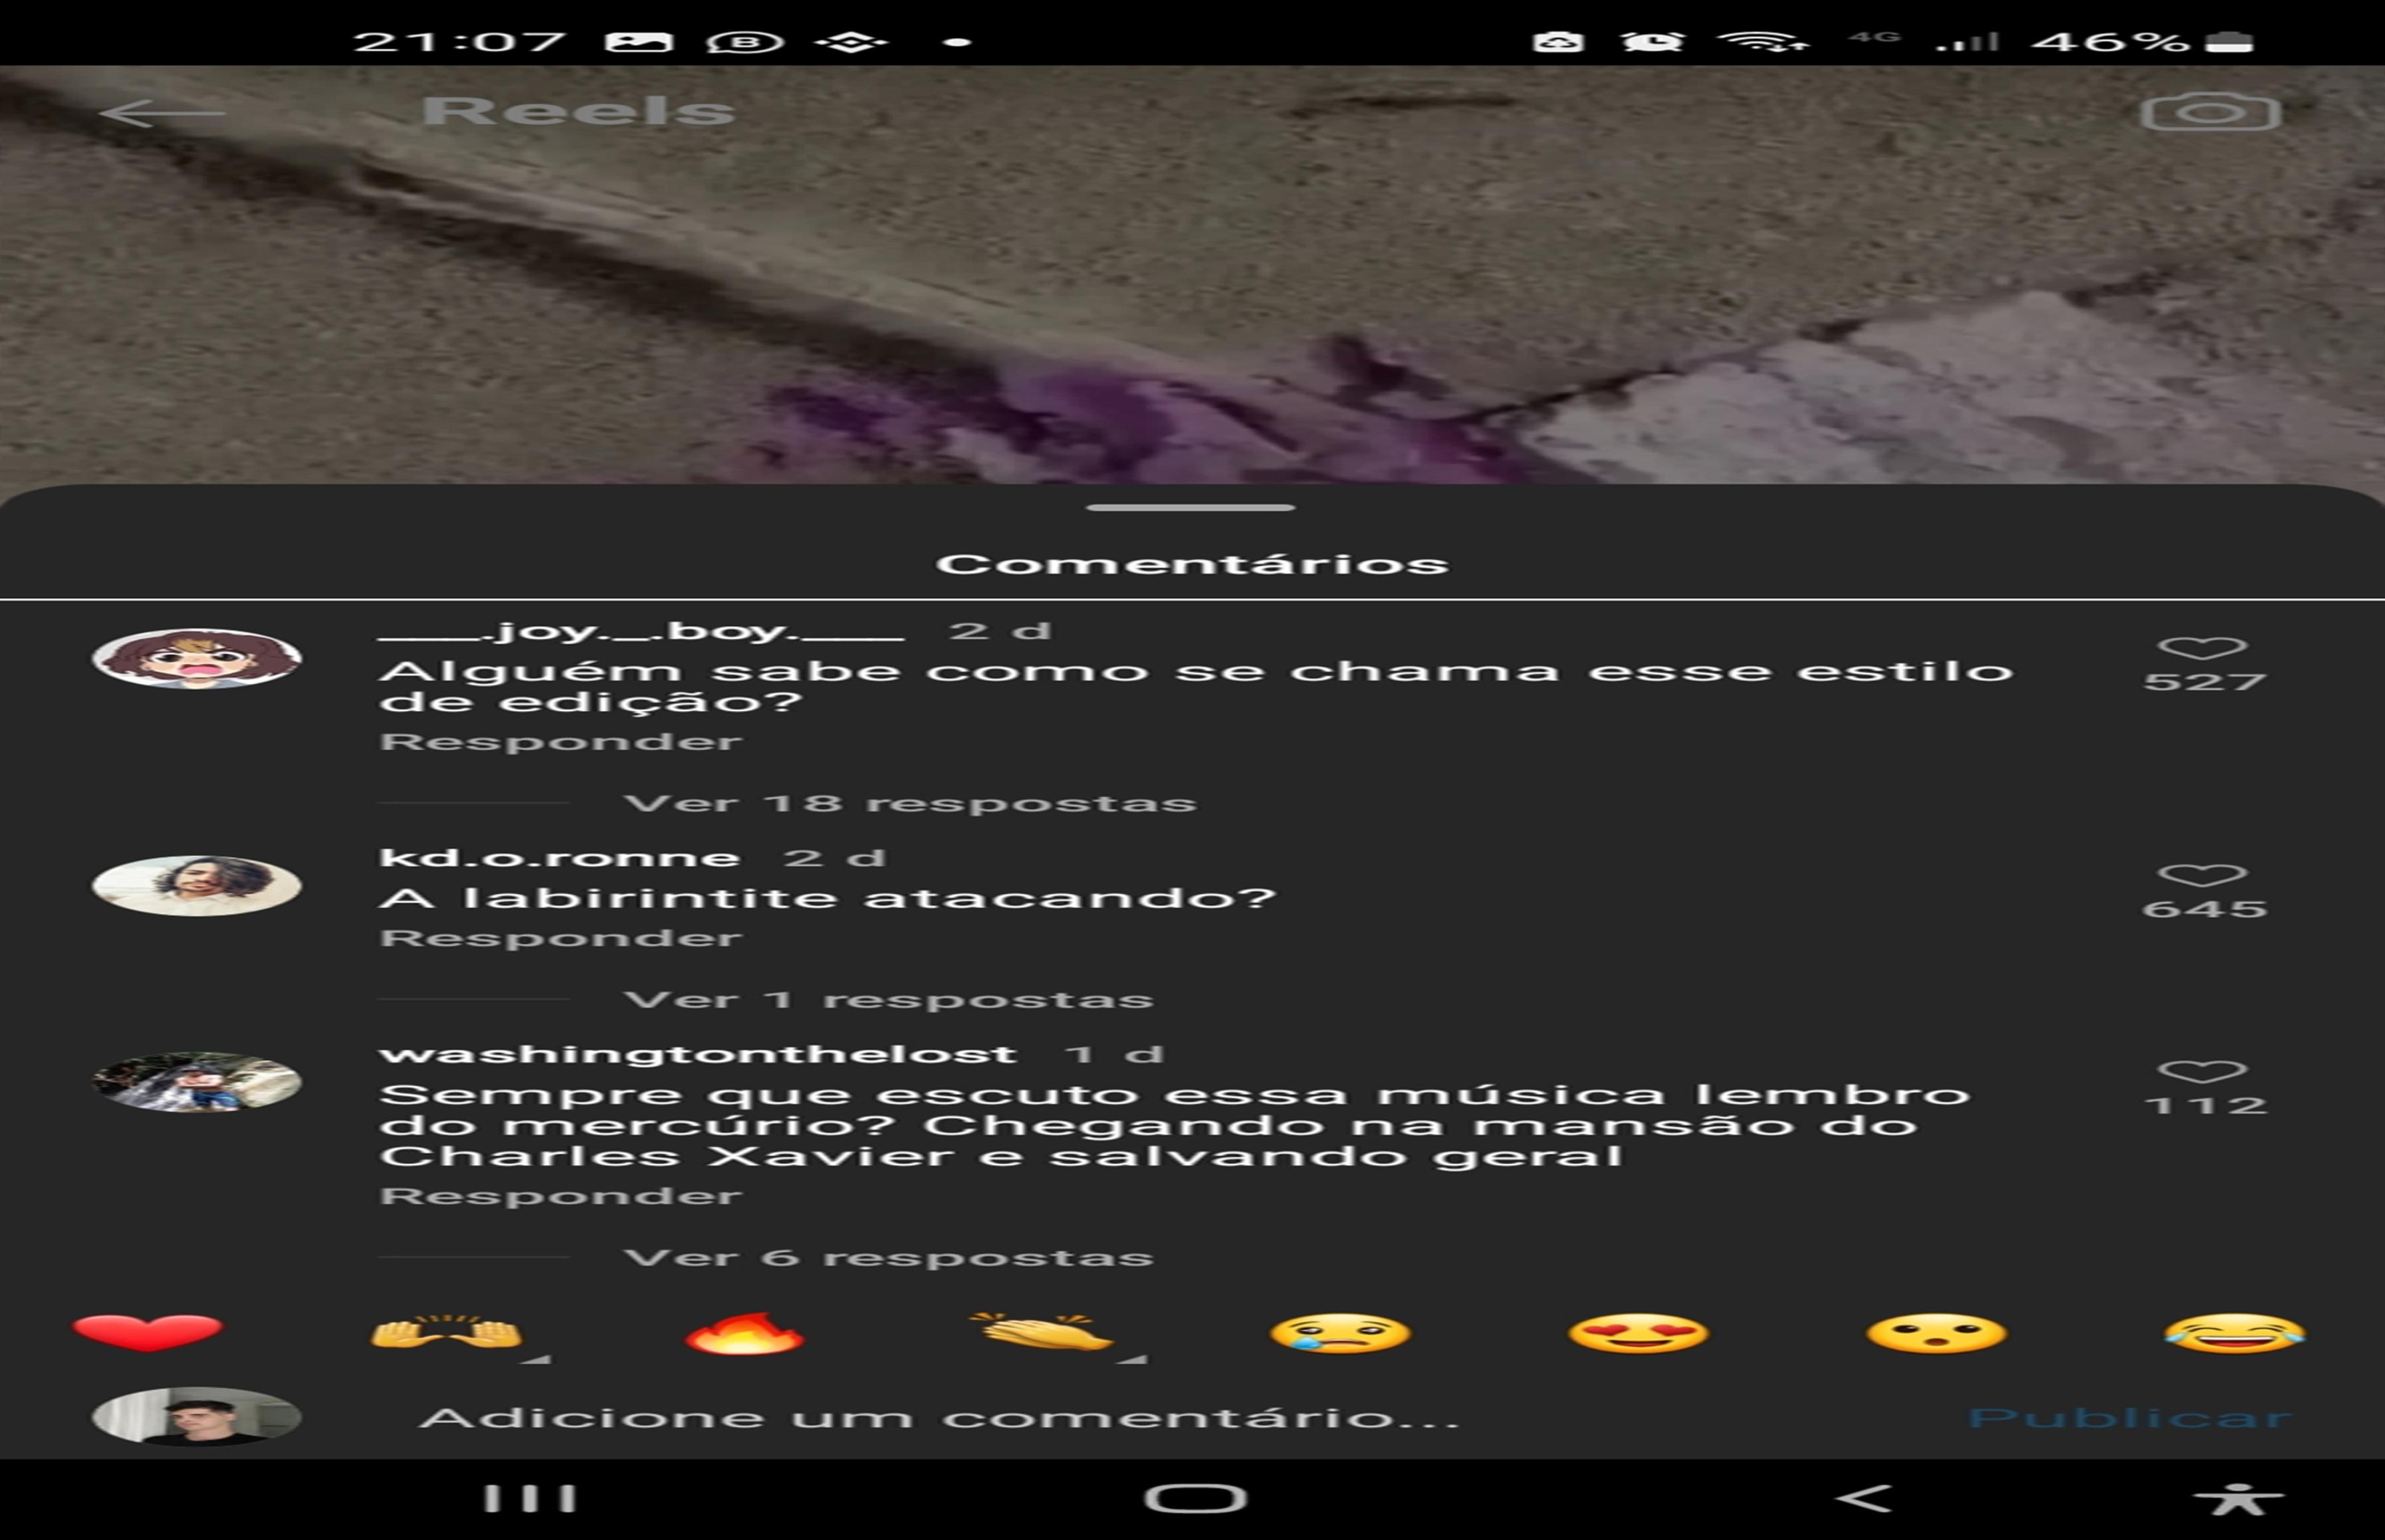 21:07 4G 46%
Reels
Comentários
___.joy._.boy.___ 2 d
Alguém sabe como se chama esse estilo
527
de edição?
Responder
Ver 18 respostas
kd.o.ronne 2 d
A labirintite atacando?
645
Responder
Ver 1 respostas
washingtonthelost 1 d
Sempre que escuto essa música lembro
112
do mercúrio? Chegando na mansão do
Charles Xavier e salvando geral
Responder
Ver 6 respostas
Adicione um comentário... Publicar